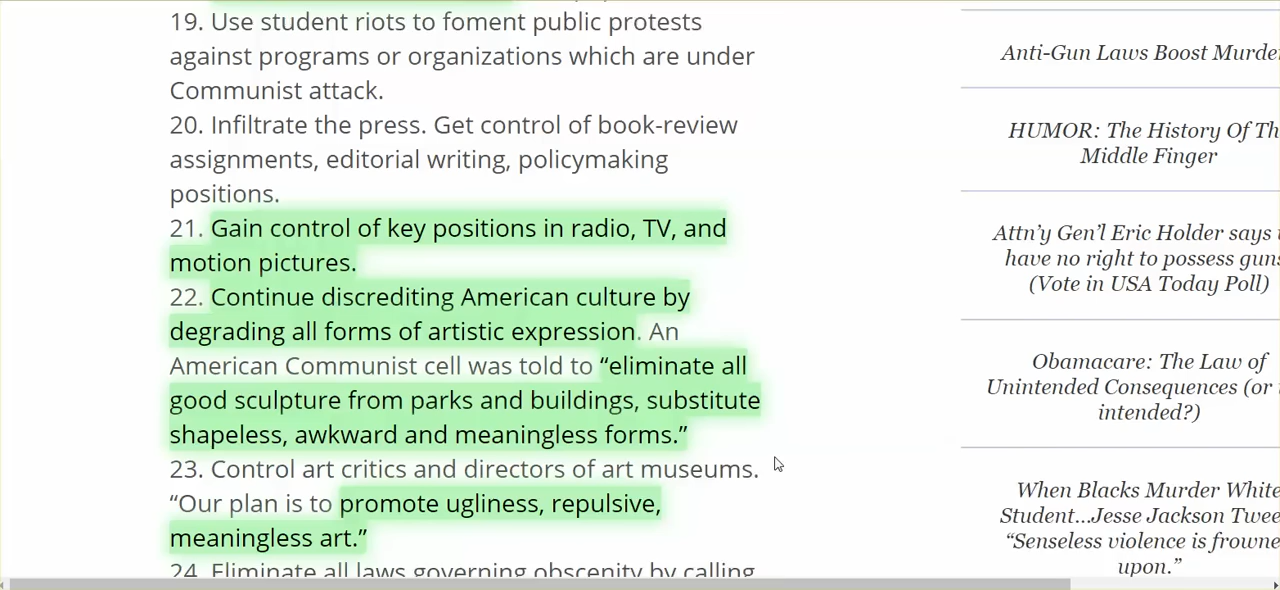 19. Use student riots to foment public protests
against programs or organizations which are under
Communist attack.
20. Infiltrate the press. Get control of book-review
assignments, editorial writing, policymaking
positions.
21. Gain control of key positions in radio, TV, and
motion pictures.
22. Continue discrediting American culture by
degrading all forms of artistic expression. An
American Communist cell was told to “eliminate all
good sculpture from parks and buildings, substitute
shapeless, awkward and meaningless forms.”
23. Control art critics and directors of art museums.
“Our plan is to promote ugliness, repulsive,
meaningless art.”
24. Eliminate all laws governing obscenity by calling
Anti-Gun Laws Boost Murde
HUMOR: The History Of Th
Middle Finger
Attn’y Gen’l Eric Holder says
have no right to possess guns
(Vote in USA Today Poll)
Obamacare: The Law of
Unintended Consequences (or
intended?)
When Blacks Murder White
Student...Jesse Jackson Twee
“Senseless violence is frowne
upon.”